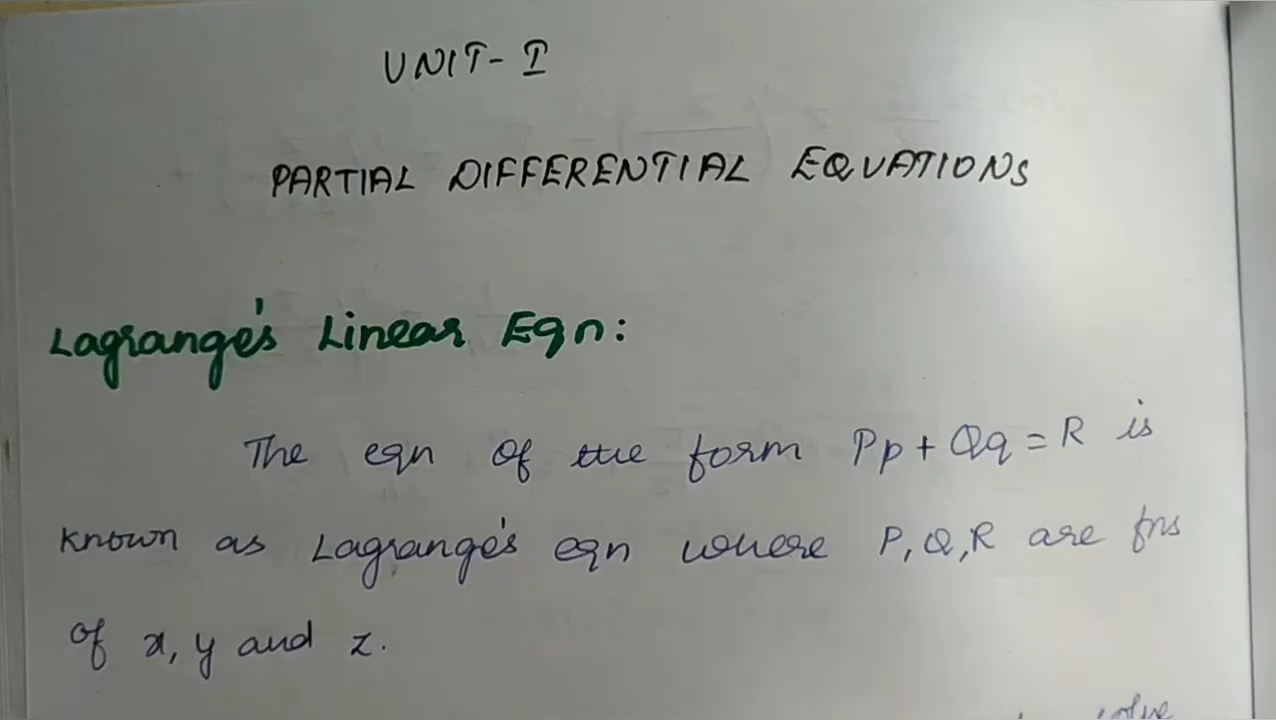 UNIT-I
PARTIAL DIFFERENTIAL EQUATIONS
Lagrange's Linear Eqn:
The eqn of the form Pp + Qq = R is
known as Lagrange's eqn where P, Q, R are fns
of x, y and z.
solve